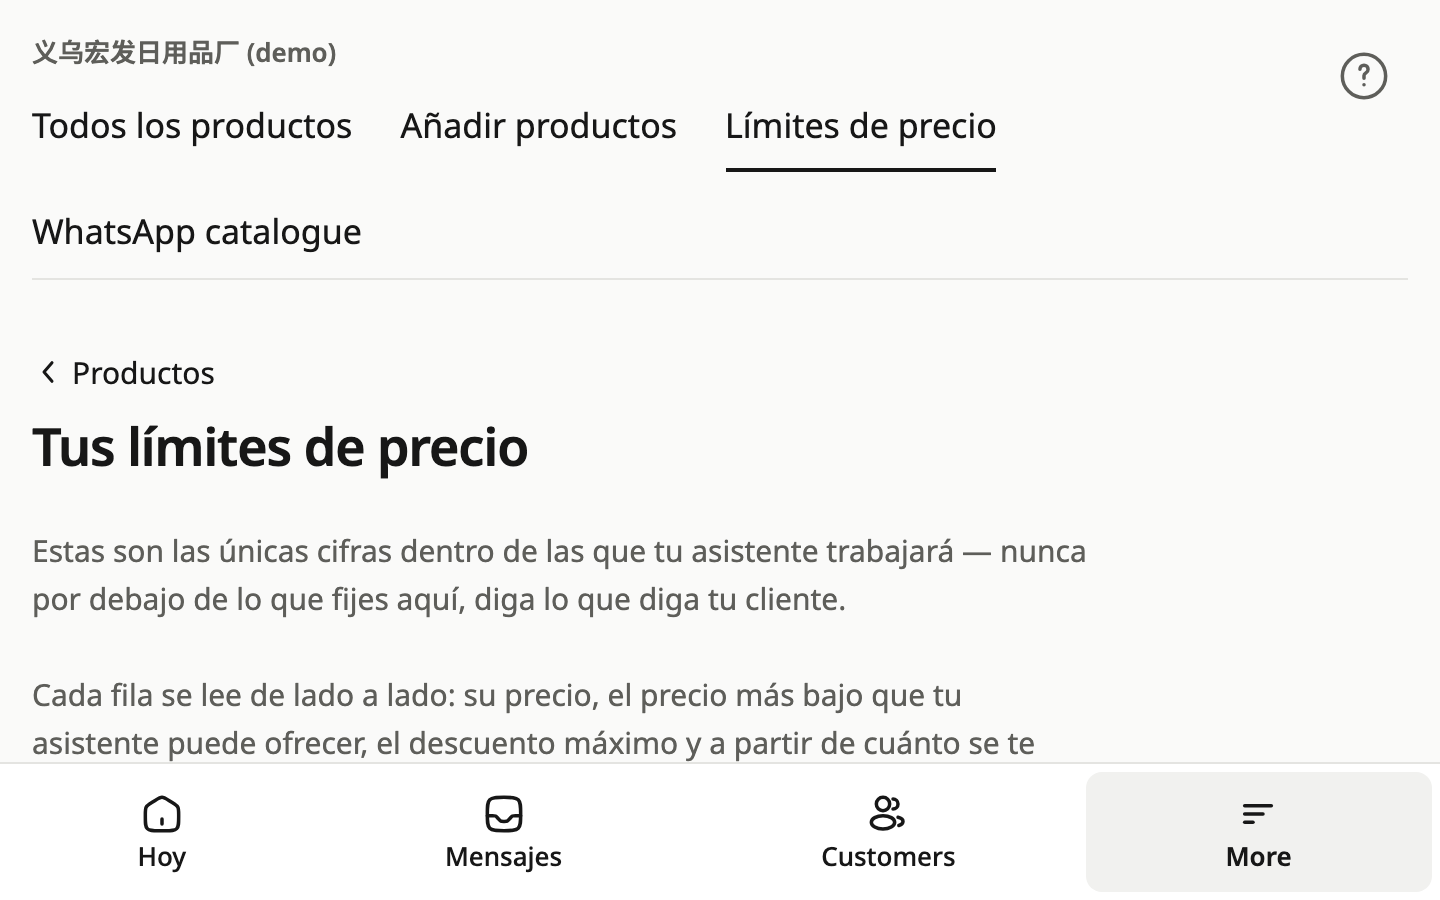 义乌宏发日用品厂 (demo)
Todos los productos
Añadir productos
Límites de precio
WhatsApp catalogue
Productos
Tus límites de precio
Estas son las únicas cifras dentro de las que tu asistente trabajará — nunca
por debajo de lo que fijes aquí, diga lo que diga tu cliente.
Cada fila se lee de lado a lado: su precio, el precio más bajo que tu
asistente puede ofrecer, el descuento máximo y a partir de cuánto se te
Hoy
Mensajes
Customers
More